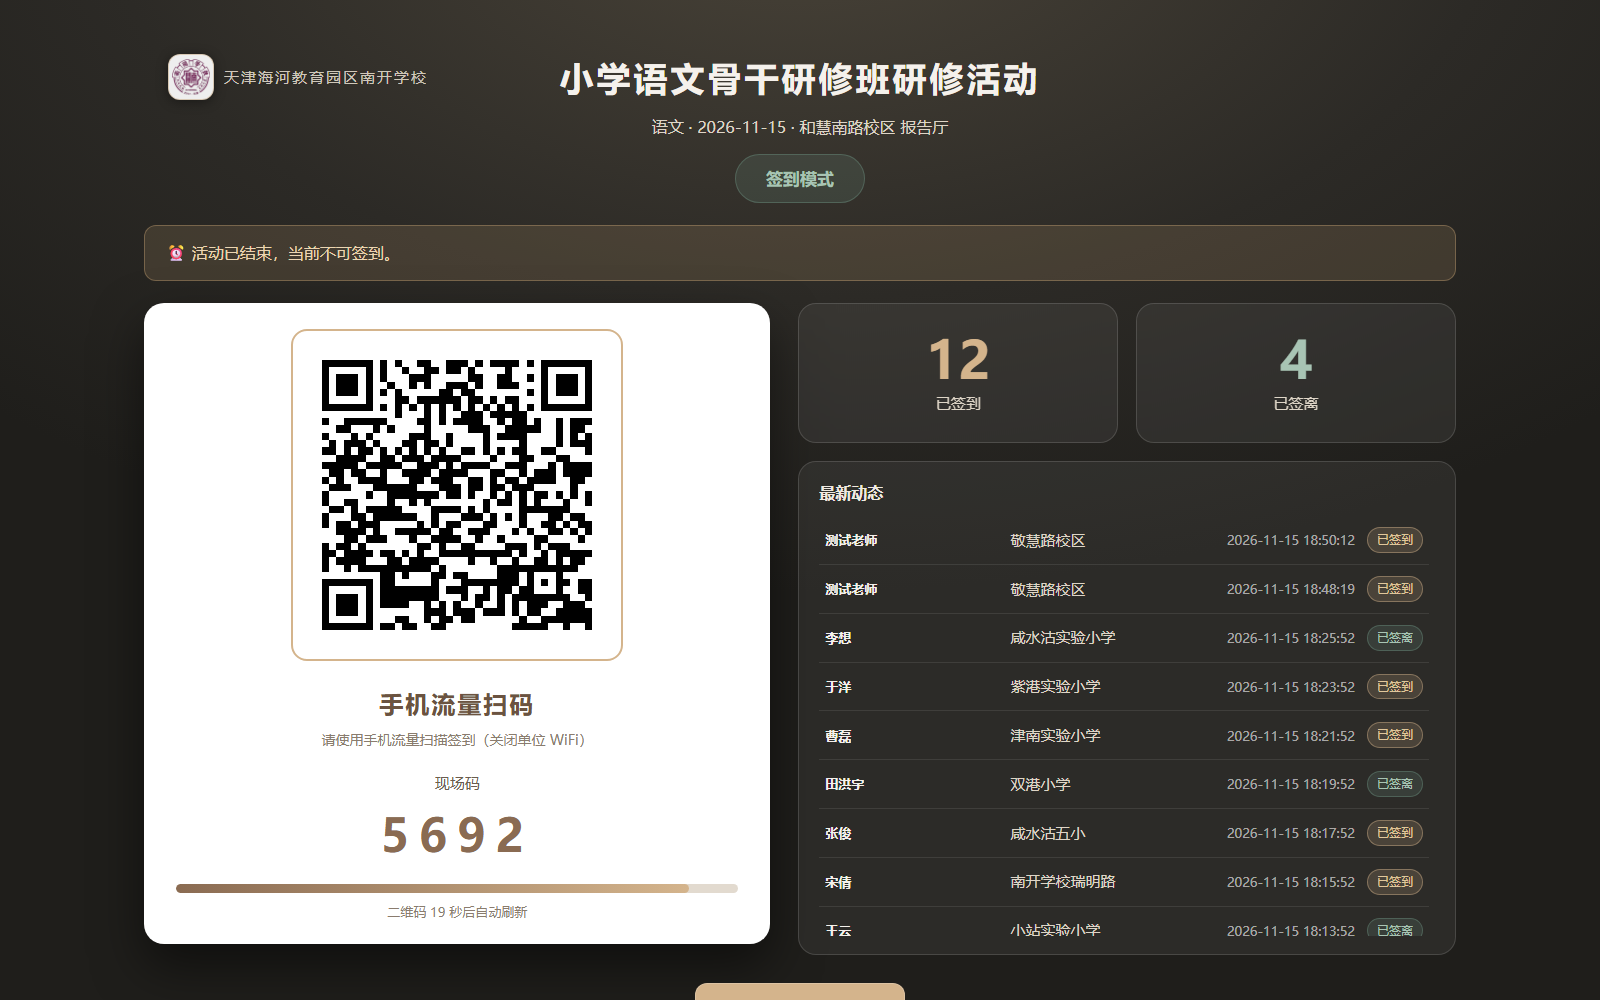 天津海河教育园区南开学校
小学语文骨干研修班研修活动
语文 · 2026-11-15 · 和慧南路校区 报告厅
签到模式
⏰ 活动已结束，当前不可签到。
手机流量扫码
请使用手机流量扫描签到（关闭单位 WiFi）
现场码
5692
二维码 19 秒后自动刷新
12
已签到
4
已签离
最新动态
测试老师 敬慧路校区 2026-11-15 18:50:12 已签到
测试老师 敬慧路校区 2026-11-15 18:48:19 已签到
李想 咸水沽实验小学 2026-11-15 18:25:52 已签离
于洋 紫港实验小学 2026-11-15 18:23:52 已签到
曹磊 津南实验小学 2026-11-15 18:21:52 已签到
田洪宇 双港小学 2026-11-15 18:19:52 已签离
张俊 咸水沽五小 2026-11-15 18:17:52 已签到
宋倩 南开学校瑞明路 2026-11-15 18:15:52 已签到
小站实验小学 2026-11-15 18:13:52 已签离